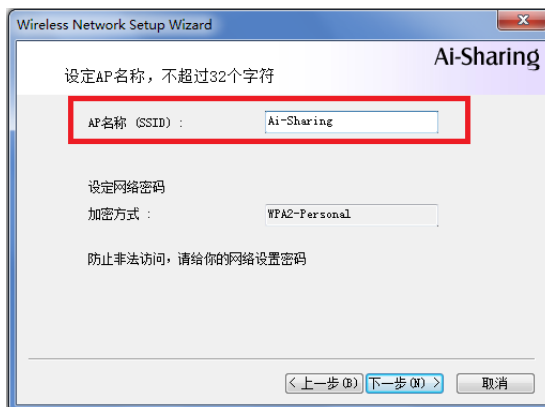 Wireless Network Setup Wizard
Ai-Sharing
设定AP名称，不超过32个字符
AP名称 (SSID) : Ai-Sharing
设定网络密码
加密方式 : WPA2-Personal
防止非法访问，请给你的网络设置密码
< 上一步(B) 下一步(N) > 取消